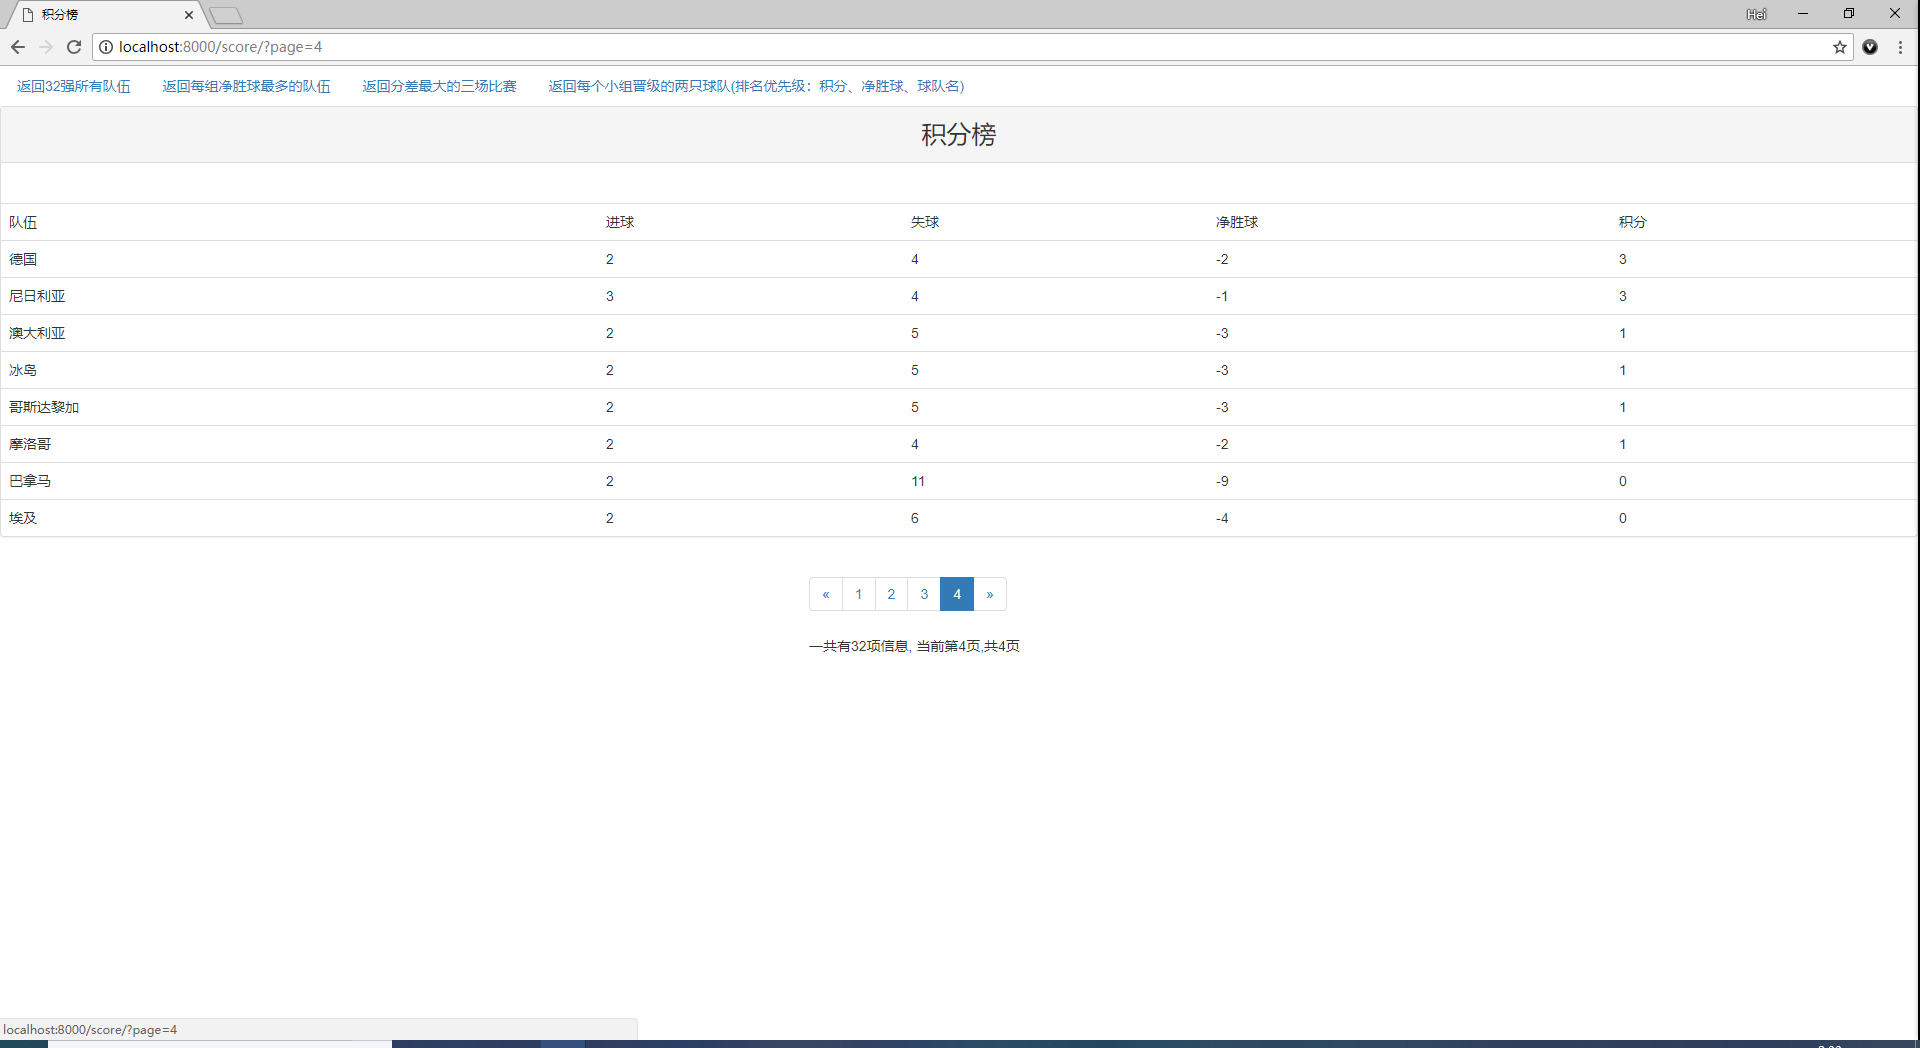 积分榜
Hei
localhost:8000/score/?page=4
返回32强所有队伍 返回每组净胜球最多的队伍 返回分差最大的三场比赛 返回每个小组晋级的两只球队(排名优先级：积分、净胜球、球队名)
积分榜
队伍 进球 失球 净胜球 积分
德国 2 4 -2 3
尼日利亚 3 4 -1 3
澳大利亚 2 5 -3 1
冰岛 2 5 -3 1
哥斯达黎加 2 5 -3 1
摩洛哥 2 4 -2 1
巴拿马 2 11 -9 0
埃及 2 6 -4 0
« 1 2 3 4 »
一共有32项信息, 当前第4页,共4页
localhost:8000/score/?page=4